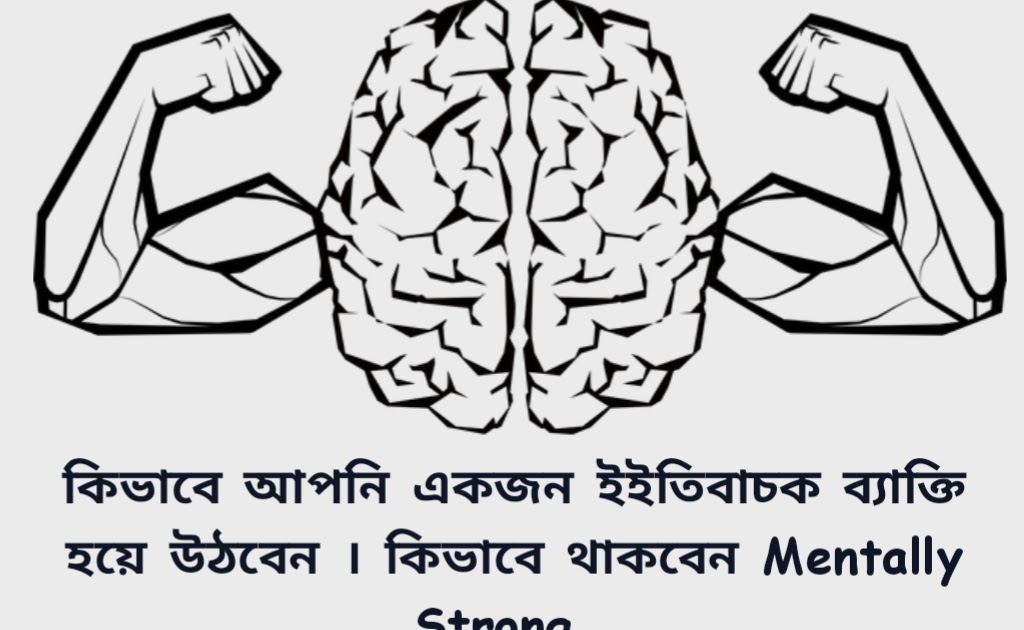 কিভাবে আপনি একজন ইইতিবাচক ব্যাক্তি
হয়ে উঠবেন । কিভাবে থাকবেন Mentally
Strong